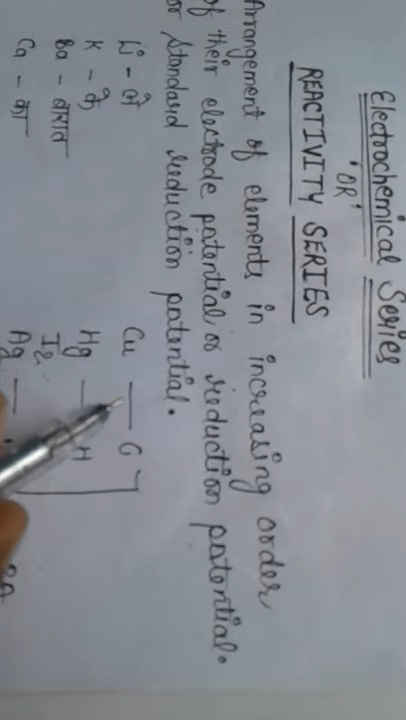 Electrochemical Series
'OR'
REACTIVITY SERIES
Arrangement of elements in increasing order
of their electrode potential or reduction potential.
or standard reduction potential.
Li -
K - के
Ba - बारात
Ca - का
Cu — G
Hg — H
I2
Ag —